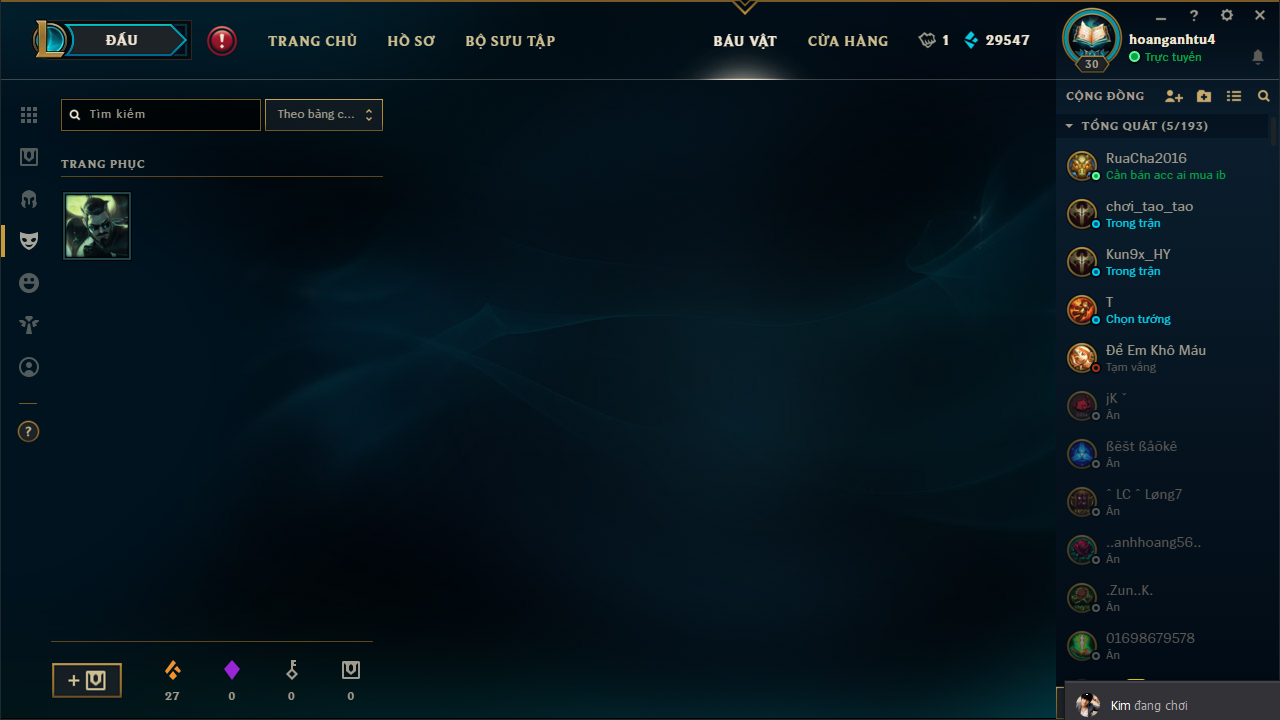 ĐẤU
TRANG CHỦ
HỒ SƠ
BỘ SƯU TẬP
BÁU VẬT
CỬA HÀNG
1
29547
30
hoanganhtu4
Trực tuyến
CỘNG ĐỒNG
TỔNG QUÁT (5/193)
Tìm kiếm
Theo bảng c...
TRANG PHỤC
RuaCha2016
Cần bán acc ai mua ib
chơi_tao_tao
Trong trận
Kun9x_HY
Trong trận
T
Chọn tướng
Để Em Khô Máu
Tạm vắng
jK ˇ
Ẩn
ßëšt ßåökê
Ẩn
ˆ LC ˆ Løng7
Ẩn
..anhhoang56..
Ẩn
.Zun..K.
Ẩn
01698679578
Ẩn
27
0
0
0
Kim đang chơi